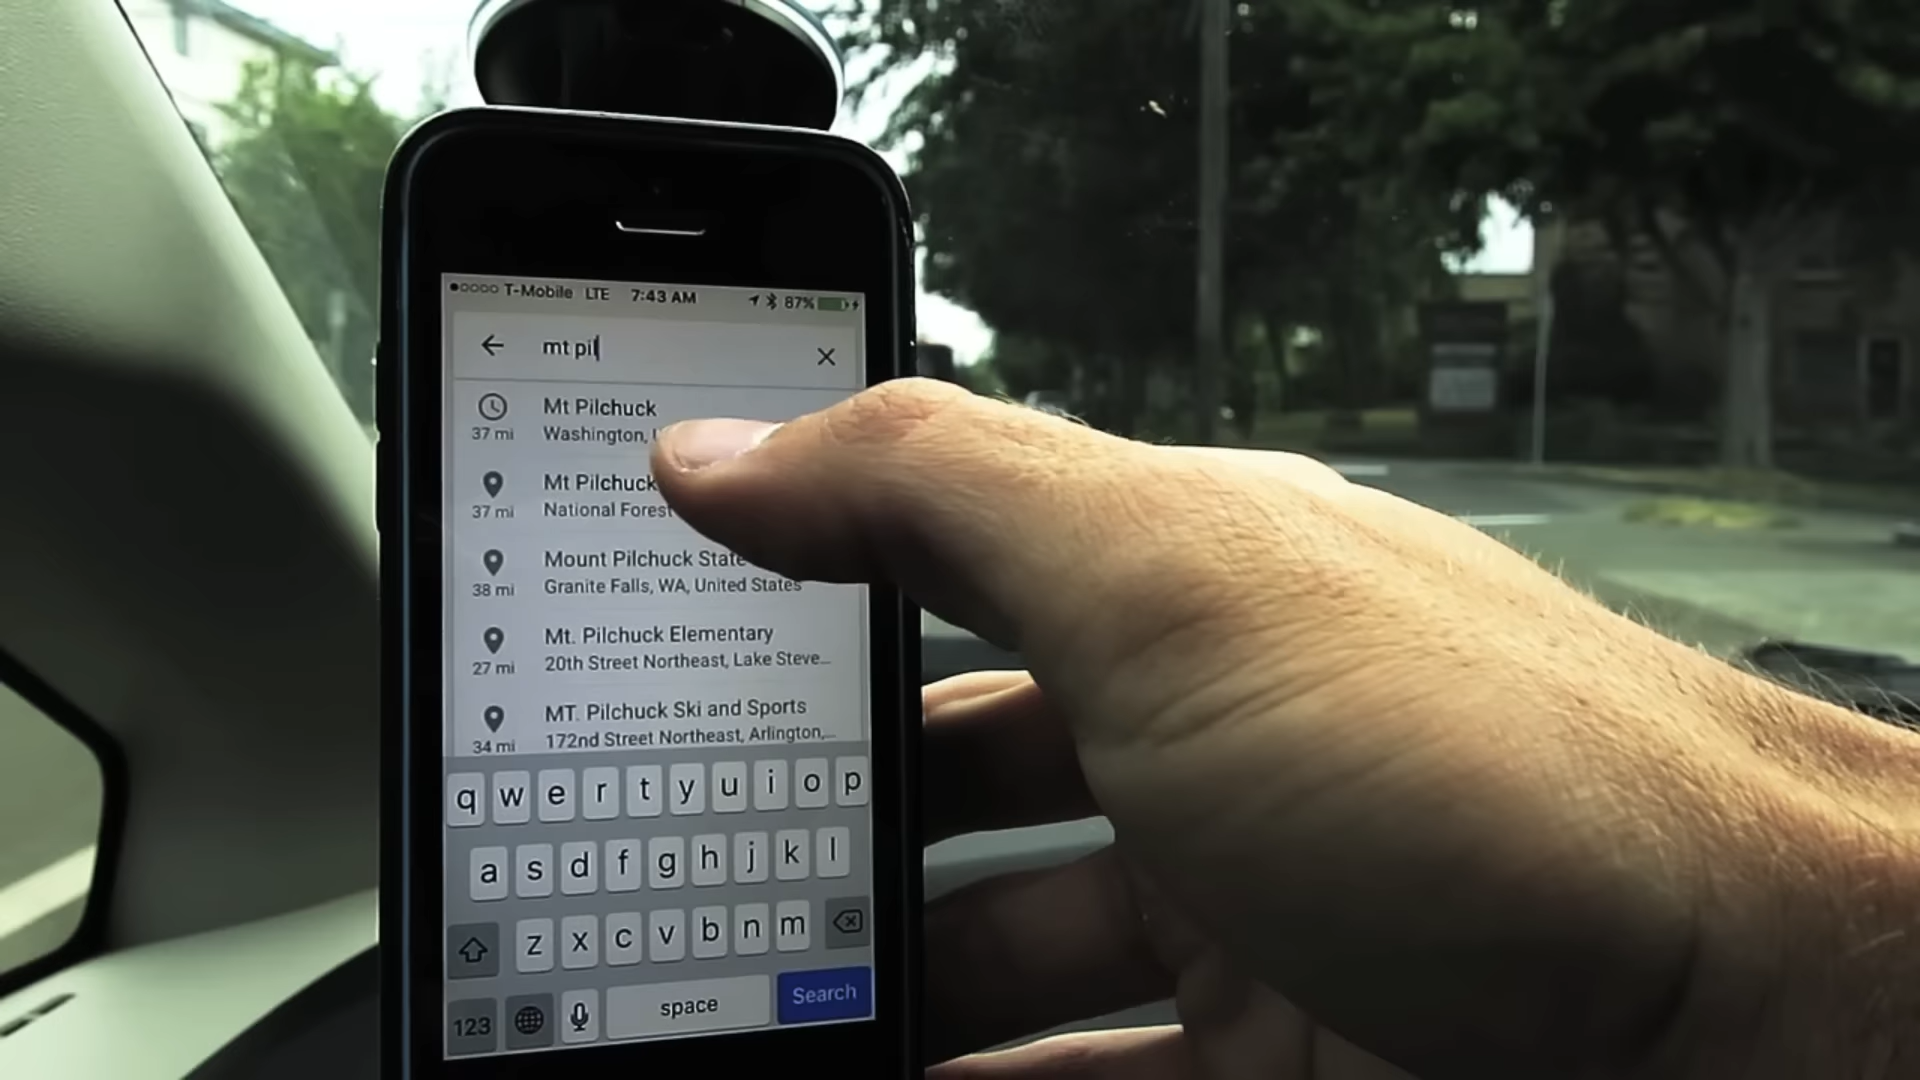 T-Mobile LTE 7:43 AM 87%
mt pil
Mt Pilchuck
37 mi Washington,
Mt Pilchuck
37 mi National Forest
Mount Pilchuck State
38 mi Granite Falls, WA, United States
Mt. Pilchuck Elementary
27 mi 20th Street Northeast, Lake Steve...
MT. Pilchuck Ski and Sports
34 mi 172nd Street Northeast, Arlington,...
q w e r t y u i o p
a s d f g h j k l
z x c v b n m
123 space Search